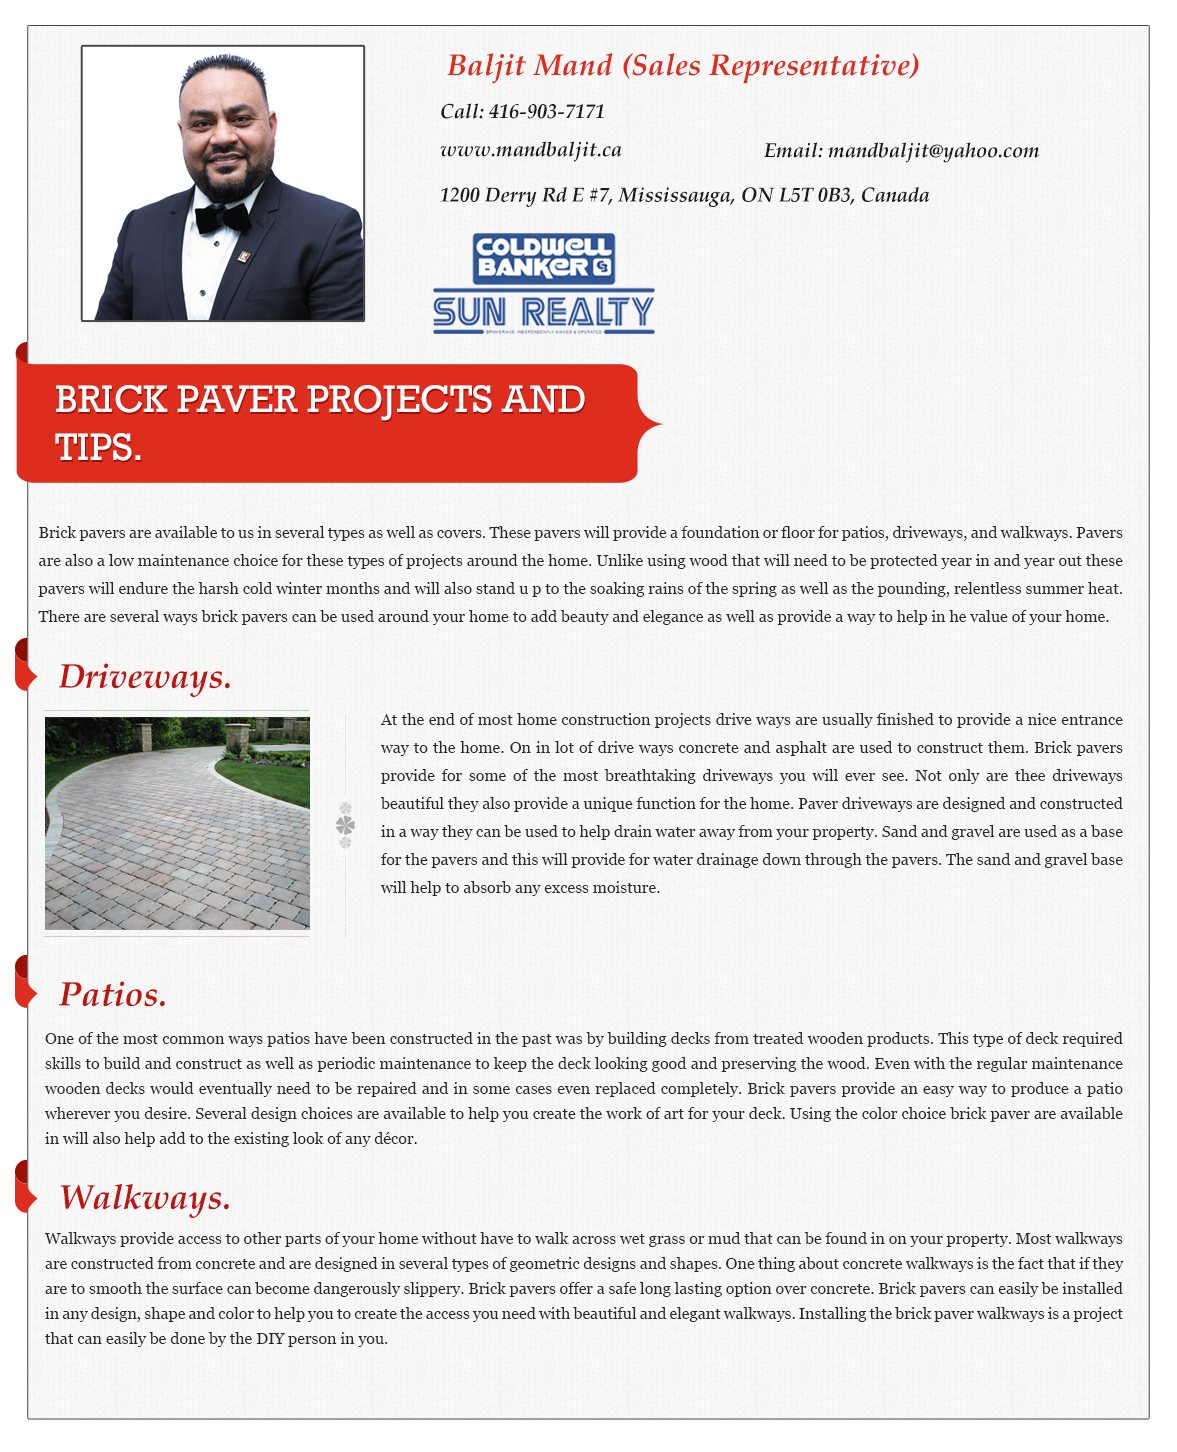 Baljit Mand (Sales Representative)
Call: 416-903-7171
www.mandbaljit.ca
Email: mandbaljit@yahoo.com
1200 Derry Rd E #7, Mississauga, ON L5T 0B3, Canada
COLDWELL
BANKER CB
SUN REALTY
BROKERAGE. INDEPENDENTLY OWNED & OPERATED
BRICK PAVER PROJECTS AND
TIPS.
Brick pavers are available to us in several types as well as covers. These pavers will provide a foundation or floor for patios, driveways, and walkways. Pavers
are also a low maintenance choice for these types of projects around the home. Unlike using wood that will need to be protected year in and year out these
pavers will endure the harsh cold winter months and will also stand u p to the soaking rains of the spring as well as the pounding, relentless summer heat.
There are several ways brick pavers can be used around your home to add beauty and elegance as well as provide a way to help in he value of your home.
Driveways.
At the end of most home construction projects drive ways are usually finished to provide a nice entrance
way to the home. On in lot of drive ways concrete and asphalt are used to construct them. Brick pavers
provide for some of the most breathtaking driveways you will ever see. Not only are thee driveways
beautiful they also provide a unique function for the home. Paver driveways are designed and constructed
in a way they can be used to help drain water away from your property. Sand and gravel are used as a base
for the pavers and this will provide for water drainage down through the pavers. The sand and gravel base
will help to absorb any excess moisture.
Patios.
One of the most common ways patios have been constructed in the past was by building decks from treated wooden products. This type of deck required
skills to build and construct as well as periodic maintenance to keep the deck looking good and preserving the wood. Even with the regular maintenance
wooden decks would eventually need to be repaired and in some cases even replaced completely. Brick pavers provide an easy way to produce a patio
wherever you desire. Several design choices are available to help you create the work of art for your deck. Using the color choice brick paver are available
in will also help add to the existing look of any décor.
Walkways.
Walkways provide access to other parts of your home without have to walk across wet grass or mud that can be found in on your property. Most walkways
are constructed from concrete and are designed in several types of geometric designs and shapes. One thing about concrete walkways is the fact that if they
are to smooth the surface can become dangerously slippery. Brick pavers offer a safe long lasting option over concrete. Brick pavers can easily be installed
in any design, shape and color to help you to create the access you need with beautiful and elegant walkways. Installing the brick paver walkways is a project
that can easily be done by the DIY person in you.